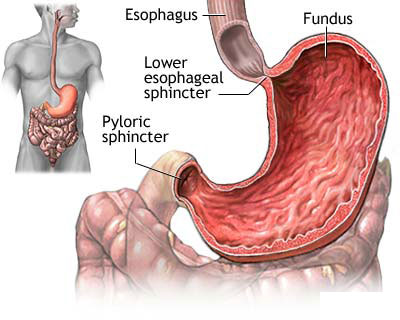 Esophagus
Fundus
Lower
esophageal
sphincter
Pyloric
sphincter